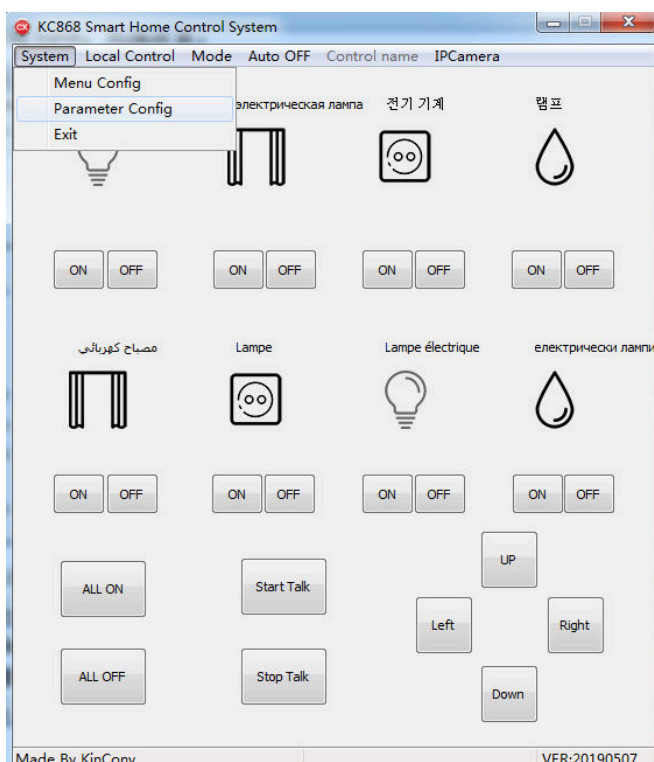 KC868 Smart Home Control System
System Local Control Mode Auto OFF Control name IPCamera
Menu Config
Parameter Config
Exit
электрическая лампа 전기 기계 램프
ON OFF ON OFF ON OFF ON OFF
مصباح كهربائي Lampe Lampe électrique електрически лампи
ON OFF ON OFF ON OFF ON OFF
UP
ALL ON Start Talk
Left Right
ALL OFF Stop Talk
Down
Made By KinCony VER:20190507